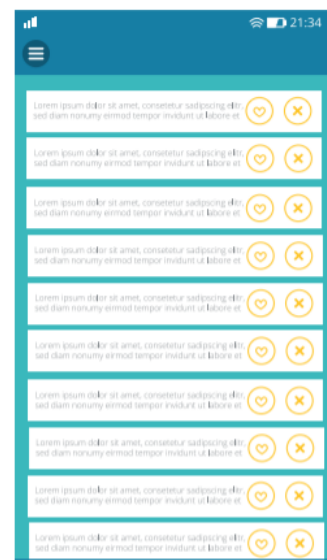 21:34
Lorem ipsum dolor sit amet, consetetur sadipscing elitr,
sed diam nonumy eirmod tempor invidunt ut labore et
Lorem ipsum dolor sit amet, consetetur sadipscing elitr,
sed diam nonumy eirmod tempor invidunt ut labore et
Lorem ipsum dolor sit amet, consetetur sadipscing elitr,
sed diam nonumy eirmod tempor invidunt ut labore et
Lorem ipsum dolor sit amet, consetetur sadipscing elitr,
sed diam nonumy eirmod tempor invidunt ut labore et
Lorem ipsum dolor sit amet, consetetur sadipscing elitr,
sed diam nonumy eirmod tempor invidunt ut labore et
Lorem ipsum dolor sit amet, consetetur sadipscing elitr,
sed diam nonumy eirmod tempor invidunt ut labore et
Lorem ipsum dolor sit amet, consetetur sadipscing elitr,
sed diam nonumy eirmod tempor invidunt ut labore et
Lorem ipsum dolor sit amet, consetetur sadipscing elitr,
sed diam nonumy eirmod tempor invidunt ut labore et
Lorem ipsum dolor sit amet, consetetur sadipscing elitr,
sed diam nonumy eirmod tempor invidunt ut labore et
Lorem ipsum dolor sit amet, consetetur sadipscing elitr,
sed diam nonumy eirmod tempor invidunt ut labore et